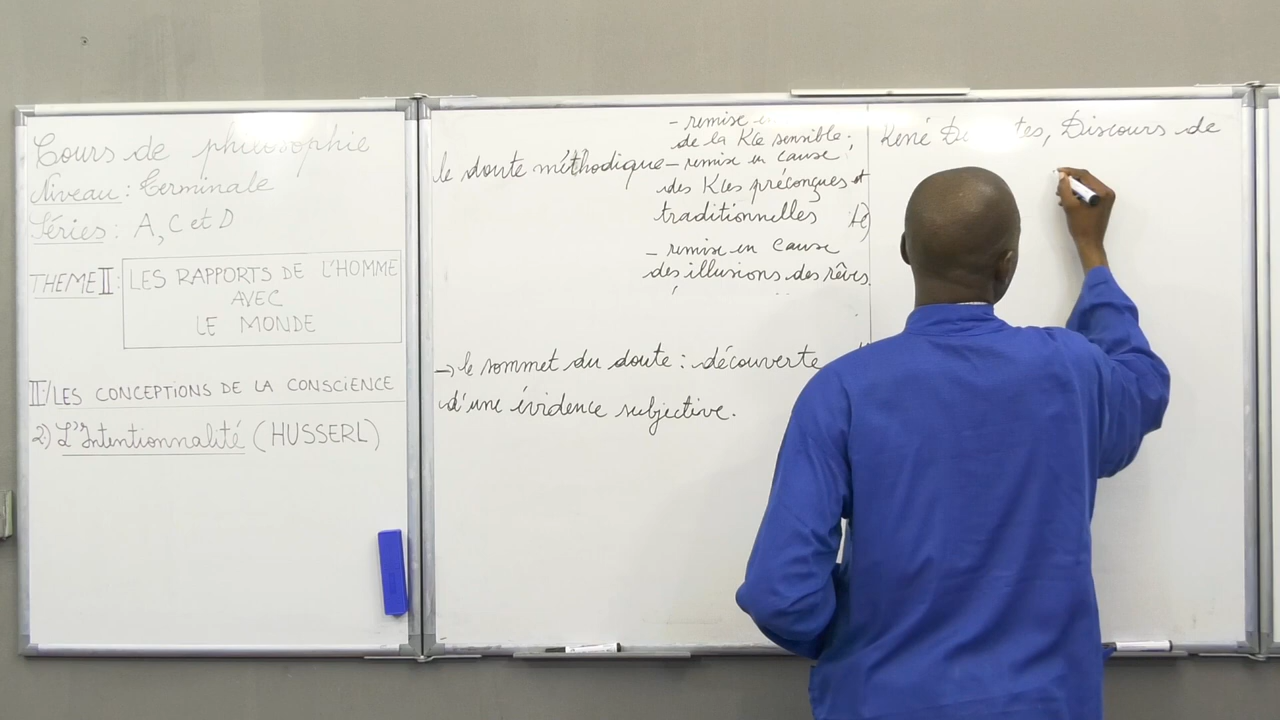 Cours de philosophie
Niveau : Terminale
Séries : A, C et D
THEME II : LES RAPPORTS DE L'HOMME
AVEC
LE MONDE
II-/ LES CONCEPTIONS DE LA CONSCIENCE
2) L'Intentionnalité (HUSSERL)
- remise e
de la Kce sensible ;
le doute méthodique - remise en cause
des Kces préconçues et
traditionnelles
- remise en cause
des illusions des rêves.
→ le sommet du doute : découverte
d'une évidence subjective.
René De tes, Discours de